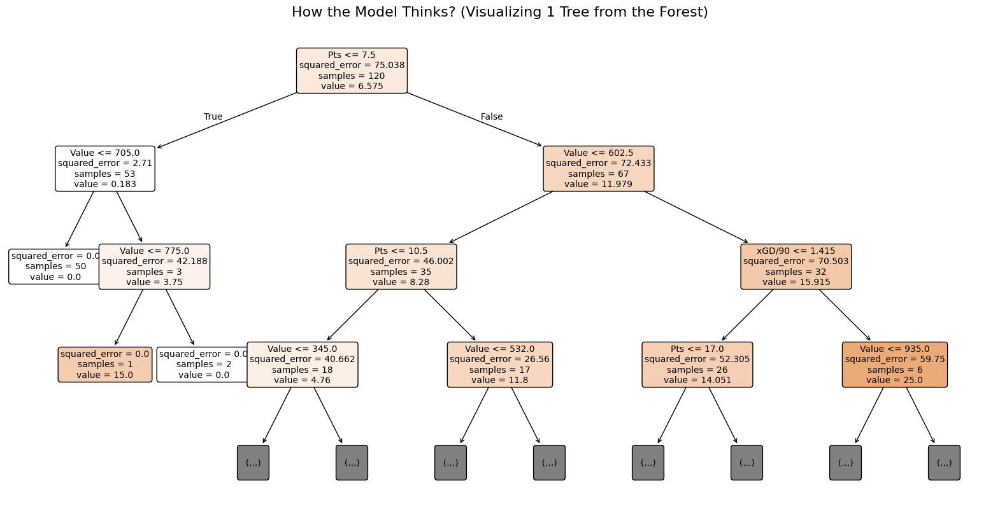 How the Model Thinks? (Visualizing 1 Tree from the Forest)
Pts <= 7.5
squared_error = 75.038
samples = 120
value = 6.575
True
False
Value <= 705.0
squared_error = 2.71
samples = 53
value = 0.183
Value <= 602.5
squared_error = 72.433
samples = 67
value = 11.979
squared_error = 0.0
samples = 50
value = 0.0
Value <= 775.0
squared_error = 42.188
samples = 3
value = 3.75
Pts <= 10.5
squared_error = 46.002
samples = 35
value = 8.28
xGD/90 <= 1.415
squared_error = 70.503
samples = 32
value = 15.915
squared_error = 0.0
samples = 1
value = 15.0
squared_error = 0.0
samples = 2
value = 0.0
Value <= 345.0
squared_error = 40.662
samples = 18
value = 4.76
Value <= 532.0
squared_error = 26.56
samples = 17
value = 11.8
Pts <= 17.0
squared_error = 52.305
samples = 26
value = 14.051
Value <= 935.0
squared_error = 59.75
samples = 6
value = 25.0
(...)
(...)
(...)
(...)
(...)
(...)
(...)
(...)